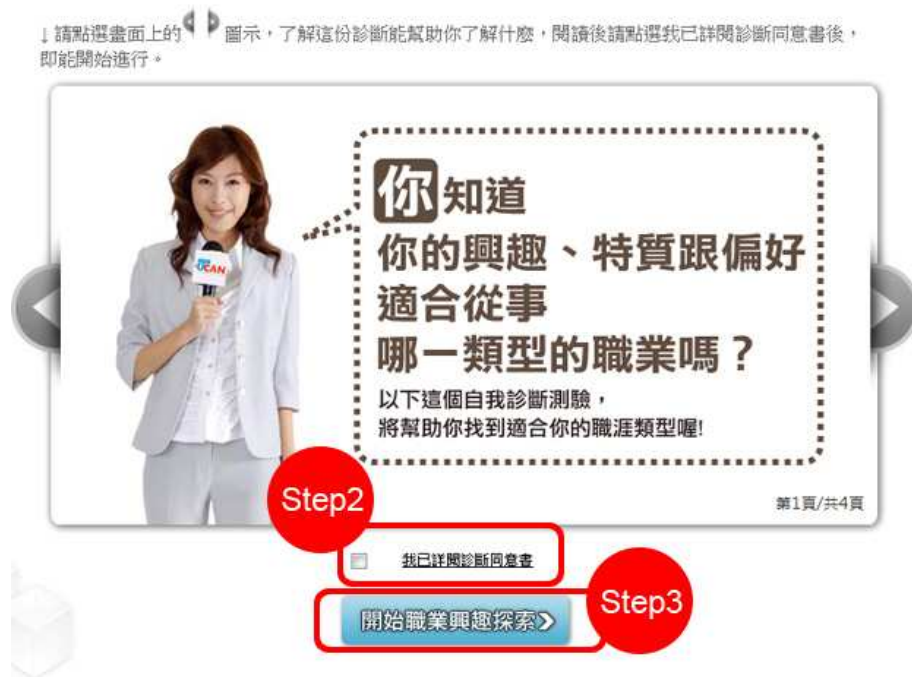 ↓請點選畫面上的 圖示，了解這份診斷能幫助你了解什麼，閱讀後請點選我已詳閱診斷同意書後，
即能開始進行。
你知道
你的興趣、特質跟偏好
適合從事
哪一類型的職業嗎？
以下這個自我診斷測驗，
將幫助你找到適合你的職涯類型喔!
UCAN
第1頁/共4頁
Step2
我已詳閱診斷同意書
開始職業興趣探索
Step3